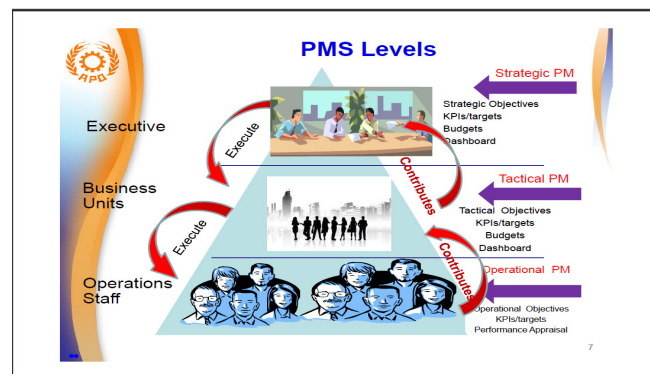 PMS Levels
APO
Strategic PM
Strategic Objectives
KPIs/targets
Budgets
Dashboard
Executive
Execute
Contributes
Tactical PM
Business
Units
Tactical Objectives
KPIs/targets
Budgets
Dashboard
Execute
Contributes
Operational PM
Operations
Staff
Operational Objectives
KPIs/targets
Performance Appraisal
7